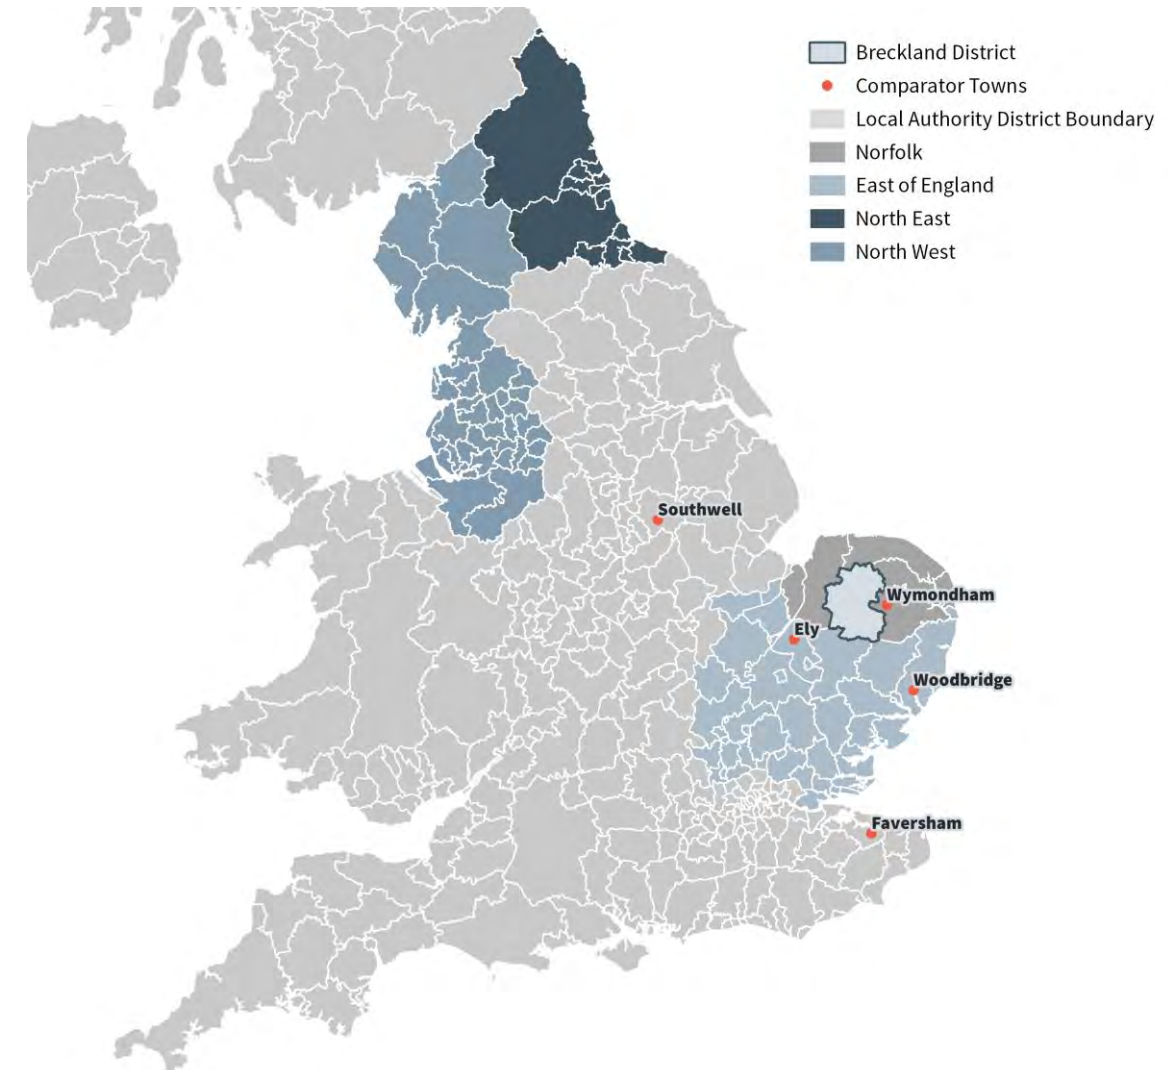 Breckland District
Comparator Towns
Local Authority District Boundary
Norfolk
East of England
North East
North West
Southwell
Wymondham
Ely
Woodbridge
Faversham